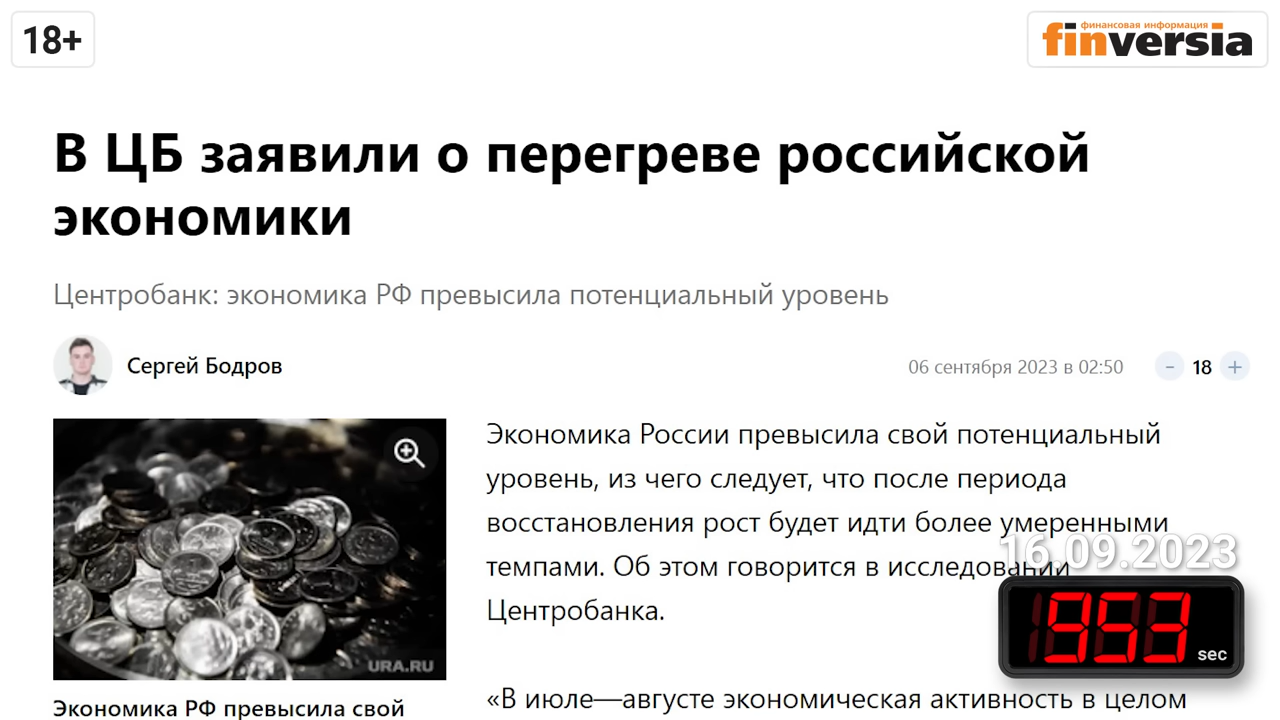 18+
финансовая информация
finversia
В ЦБ заявили о перегреве российской
экономики
Центробанк: экономика РФ превысила потенциальный уровень
Сергей Бодров
06 сентября 2023 в 02:50
- 18 +
Экономика России превысила свой потенциальный
уровень, из чего следует, что после периода
восстановления рост будет идти более умеренными
темпами. Об этом говорится в исследовании
Центробанка.
16.09.2023
953 sec
URA.RU
Экономика РФ превысила свой
«В июле—августе экономическая активность в целом